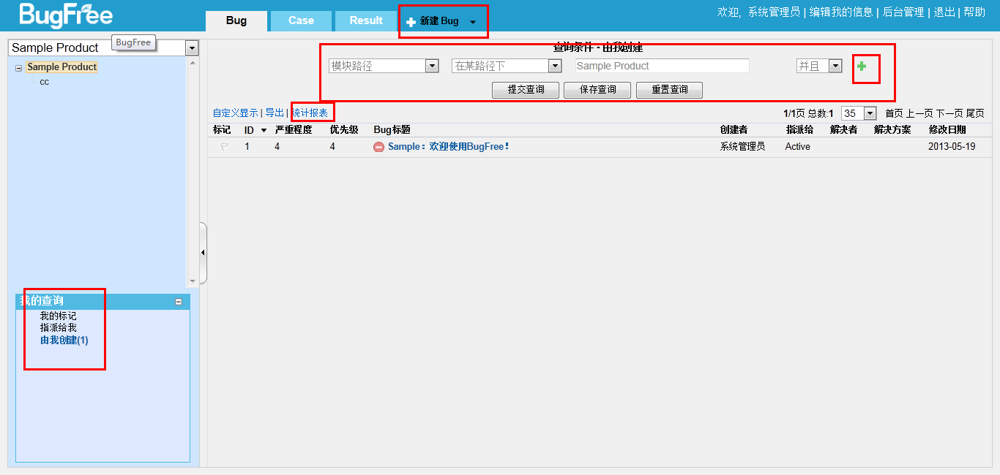 BugFree
Bug
Case
Result
新建 Bug
欢迎, 系统管理员 | 编辑我的信息 | 后台管理 | 退出 | 帮助
Sample Product
BugFree
Sample Product
cc
查询条件 - 由我创建
模块路径 在某路径下 Sample Product 并且
提交查询 保存查询 重置查询
自定义显示 | 导出 | 统计报表
1/1页 总数:1 35 首页 上一页 下一页 尾页
标记 ID 严重程度 优先级 Bug标题 创建者 指派给 解决者 解决方案 修改日期
1 4 4 Sample：欢迎使用BugFree！ 系统管理员 Active 2013-05-19
我的查询
我的标记
指派给我
由我创建(1)